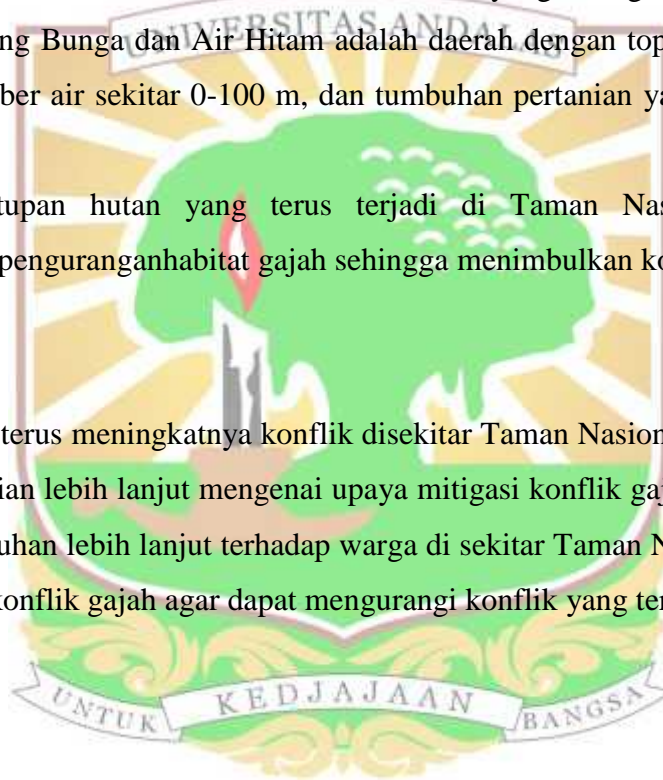 ng Bunga dan Air Hitam adalah daerah dengan top
UNIVERSITAS ANDALAS
ber air sekitar 0-100 m, dan tumbuhan pertanian ya
tupan hutan yang terus terjadi di Taman Nas
penguranganhabitat gajah sehingga menimbulkan ko
terus meningkatnya konflik disekitar Taman Nasion
ian lebih lanjut mengenai upaya mitigasi konflik gaj
uhan lebih lanjut terhadap warga di sekitar Taman N
konflik gajah agar dapat mengurangi konflik yang ter
UNTUK KEDJAJAAN BANGSA